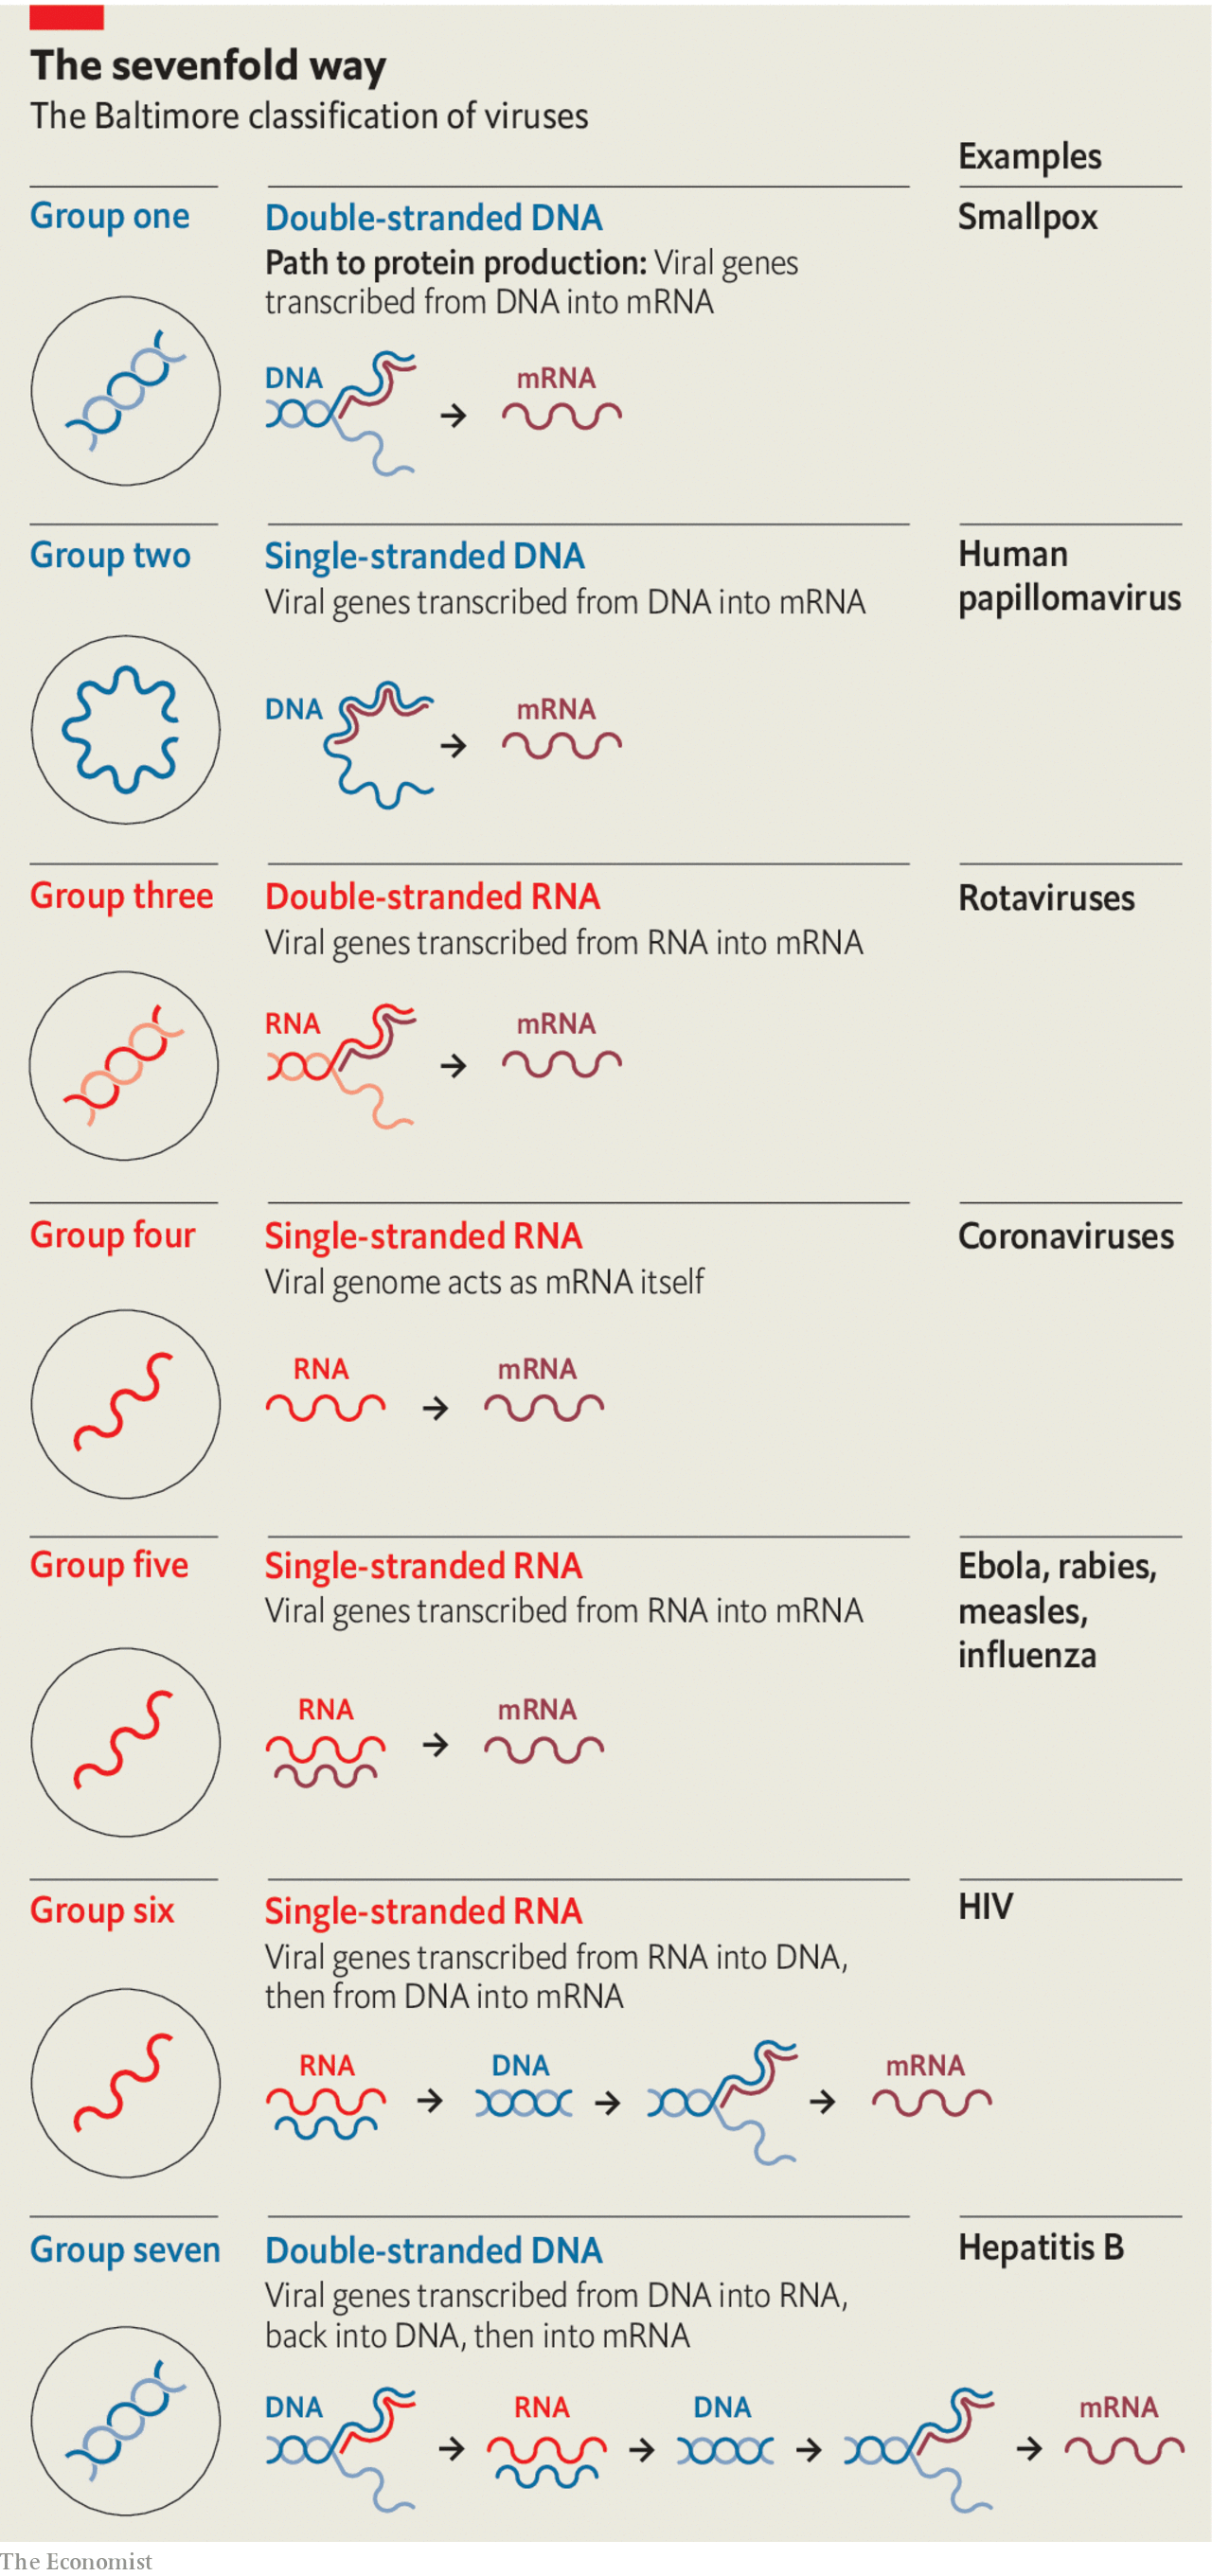 The sevenfold way
The Baltimore classification of viruses
Examples
Group one
Double-stranded DNA
Smallpox
Path to protein production: Viral genes
transcribed from DNA into mRNA
DNA
mRNA
Group two
Single-stranded DNA
Human
papillomavirus
Viral genes transcribed from DNA into mRNA
DNA
mRNA
Group three
Double-stranded RNA
Rotaviruses
Viral genes transcribed from RNA into mRNA
RNA
mRNA
Group four
Single-stranded RNA
Coronaviruses
Viral genome acts as mRNA itself
RNA
mRNA
Group five
Single-stranded RNA
Ebola, rabies,
measles,
influenza
Viral genes transcribed from RNA into mRNA
RNA
mRNA
Group six
Single-stranded RNA
HIV
Viral genes transcribed from RNA into DNA,
then from DNA into mRNA
RNA
DNA
mRNA
Group seven
Double-stranded DNA
Hepatitis B
Viral genes transcribed from DNA into RNA,
back into DNA, then into mRNA
DNA
RNA
DNA
mRNA
The Economist